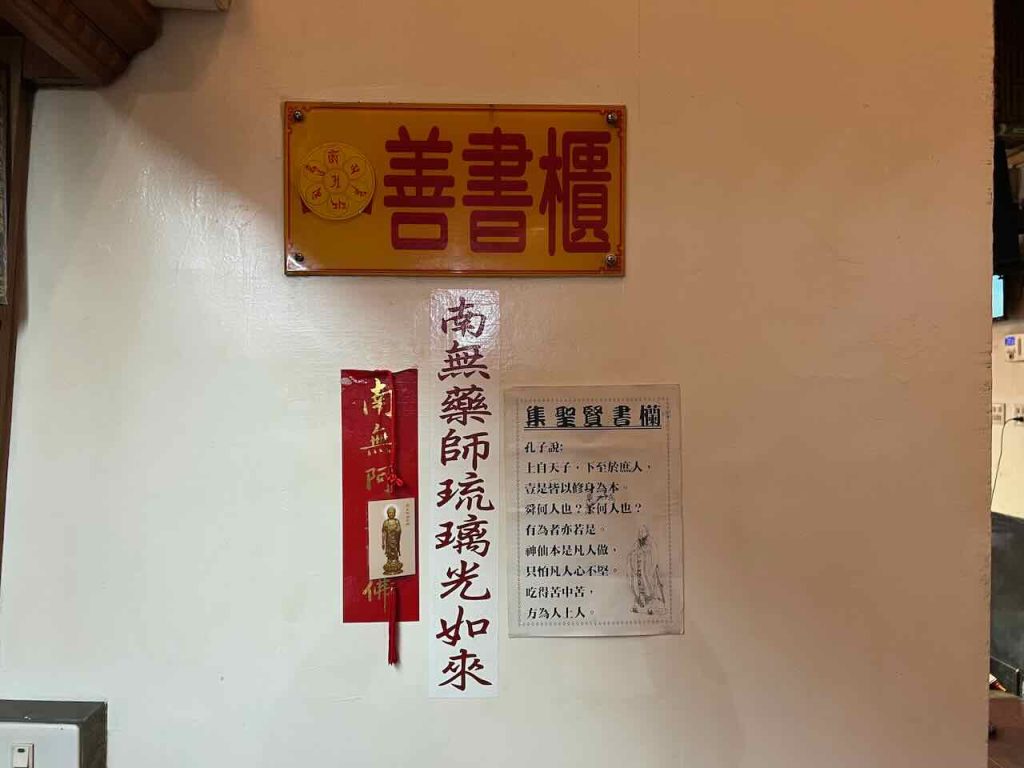 善書櫃
南無阿
佛
南無藥師琉璃光如來
集聖賢書欄
孔子說:
上自天子，下至於庶人，
壹是皆以修身為本。
舜何人也？某何人也？
有為者亦若是。
神仙本是凡人做，
只怕凡人心不堅。
吃得苦中苦，
方為人上人。